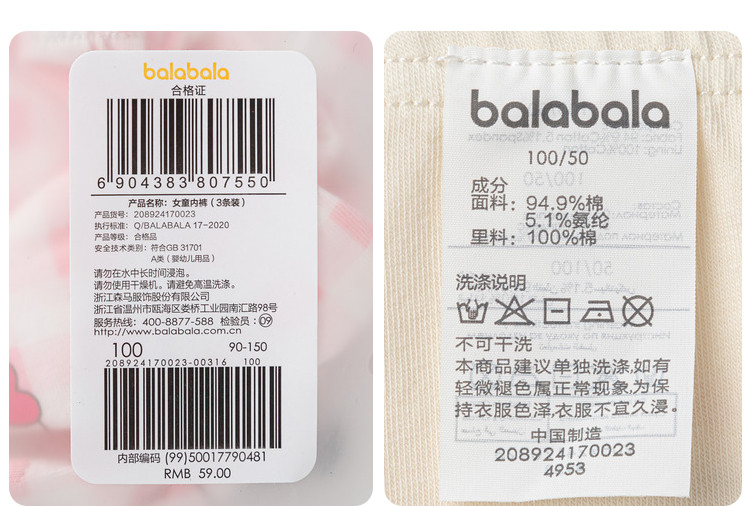 balabala
合格证
6 904383 807550
产品名称: 女童内裤（3条装）
产品货号: 208924170023
执行标准: Q/BALABALA 17-2020
产品等级: 合格品
安全技术类别: 符合GB 31701
A类（婴幼儿用品）
请勿在水中长时间浸泡。
请勿使用干燥机。请避免高温洗涤。
浙江森马服饰股份有限公司
浙江省温州市瓯海区娄桥工业园南汇路98号
服务热线: 400-8877-588 检验员: 09
http://www.balabala.com.cn
100 90-150
208924170023-00316 100
内部编码 (99)50017790481
RMB 59.00
balabala
100/50
成分
面料: 94.9%棉
5.1%氨纶
里料: 100%棉
洗涤说明
不可干洗
本商品建议单独洗涤,如有
轻微褪色属正常现象,为保
持衣服色泽,衣服不宜久浸。
中国制造
208924170023
4953